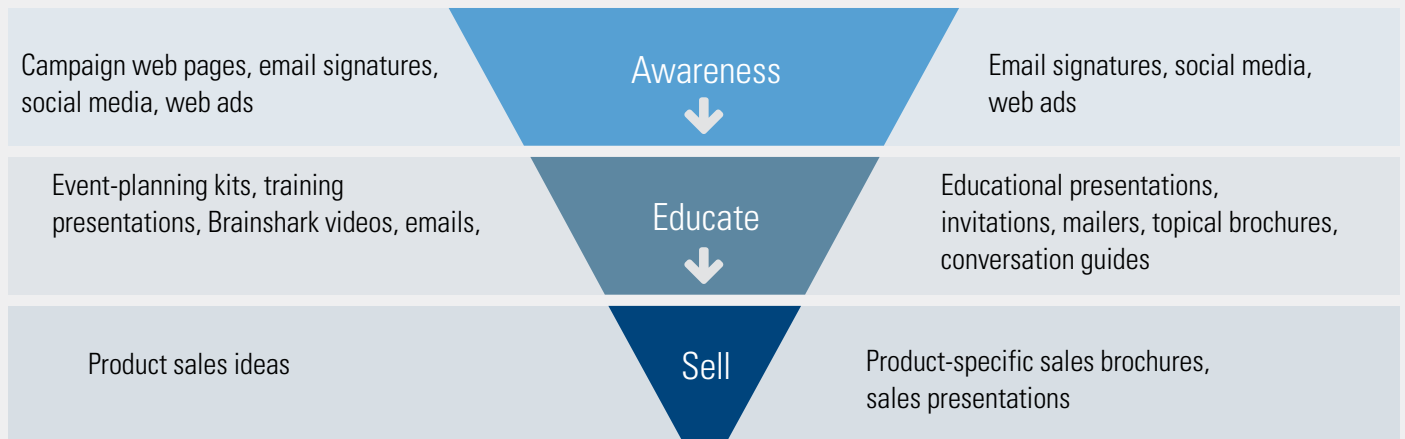 Campaign web pages, email signatures,
social media, web ads
Awareness
Email signatures, social media,
web ads
Event-planning kits, training
presentations, Brainshark videos, emails,
Educate
Educational presentations,
invitations, mailers, topical brochures,
conversation guides
Product sales ideas
Sell
Product-specific sales brochures,
sales presentations